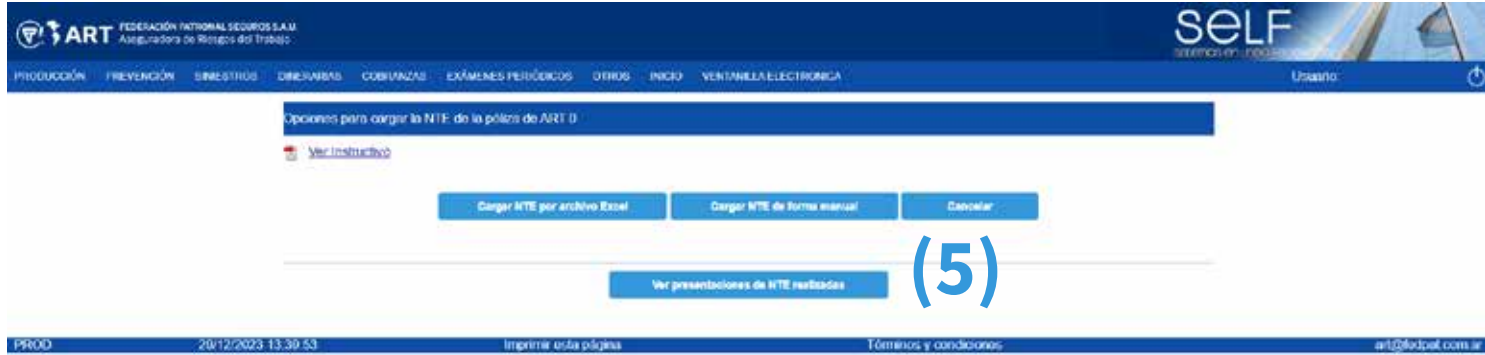 ART FEDERACIÓN PATRONAL SEGUROS S.A.U.
Aseguradora de Riesgos del Trabajo
SELF
PRODUCCIÓN PREVENCIÓN SINIESTROS DINERARIAS COBRANZAS EXÁMENES PERIÓDICOS OTROS INICIO VENTANILLA ELECTRONICA Usuario:
Opciones para cargar la NTE de la póliza de ART 0
Ver Instructivo
Cargar NTE por archivo Excel Cargar NTE de forma manual Cancelar
(5)
Ver presentaciones de NTE realizadas
PROD 29/12/2023 13:39:53 Imprimir esta página Términos y condiciones art@fedpat.com.ar